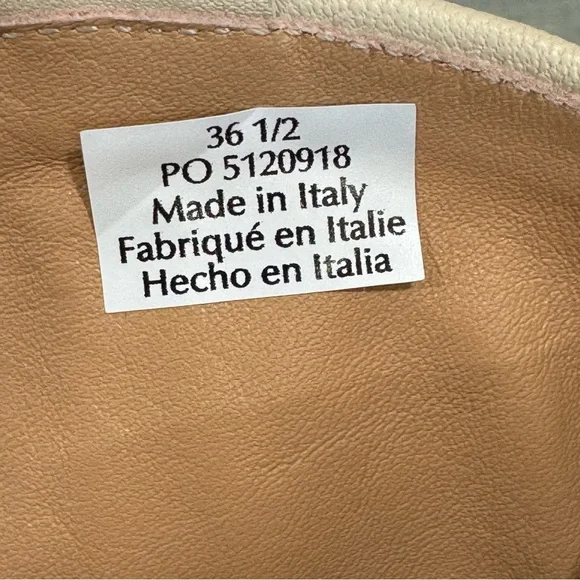 36 1/2
PO 5120918
Made in Italy
Fabriqué en Italie
Hecho en Italia